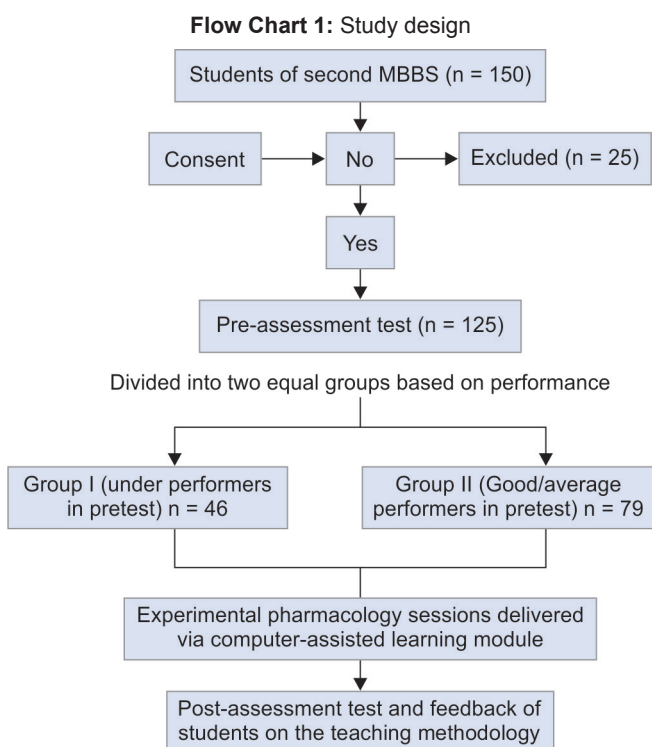 Flow Chart 1: Study design
Students of second MBBS (n = 150)
Consent
No
Excluded (n = 25)
Yes
Pre-assessment test (n = 125)
Divided into two equal groups based on performance
Group I (under performers
in pretest) n = 46
Group II (Good/average
performers in pretest) n = 79
Experimental pharmacology sessions delivered
via computer-assisted learning module
Post-assessment test and feedback of
students on the teaching methodology